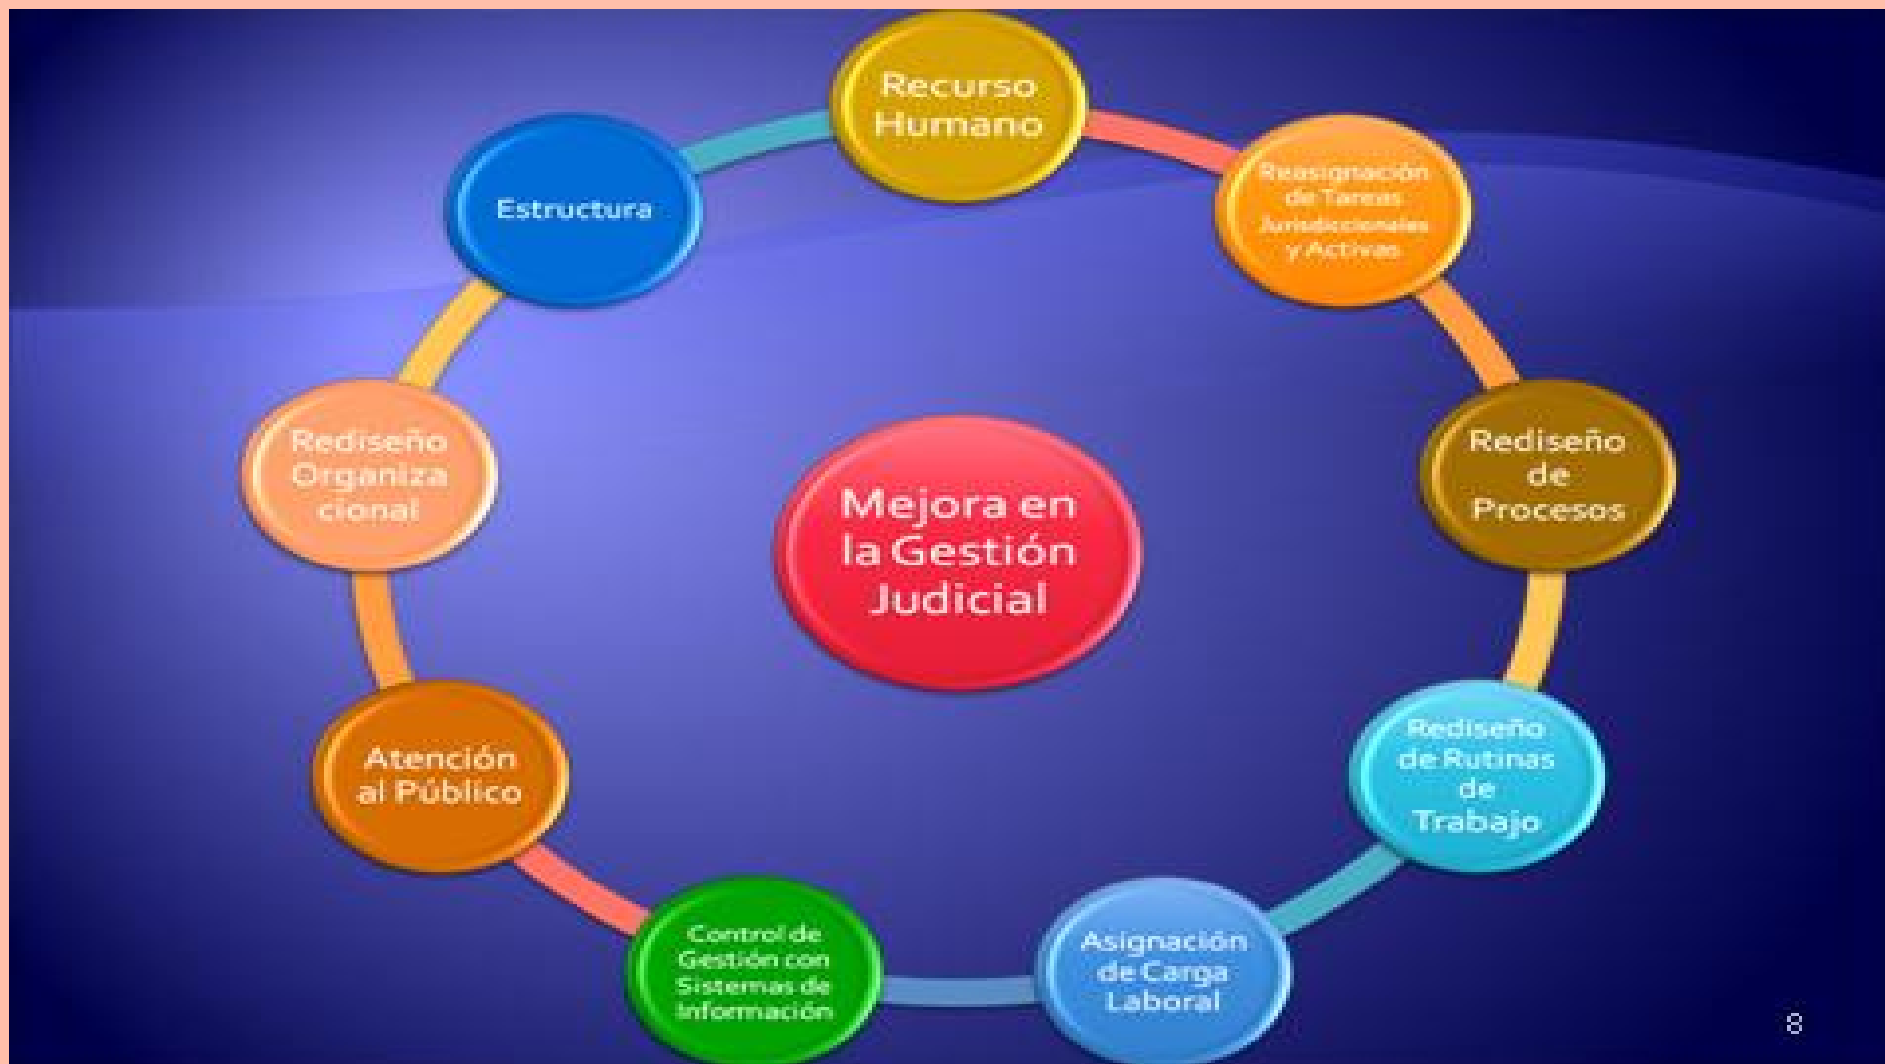 Recurso
Humano
Reasignación
de Tareas
Jurisdiccionales
y Activas
Rediseño
de
Procesos
Rediseño
de Rutinas
de
Trabajo
Asignación
de Carga
Laboral
Control de
Gestión con
Sistemas de
Información
Atención
al Público
Rediseño
Organiza
cional
Estructura
Mejora en
la Gestión
Judicial
8